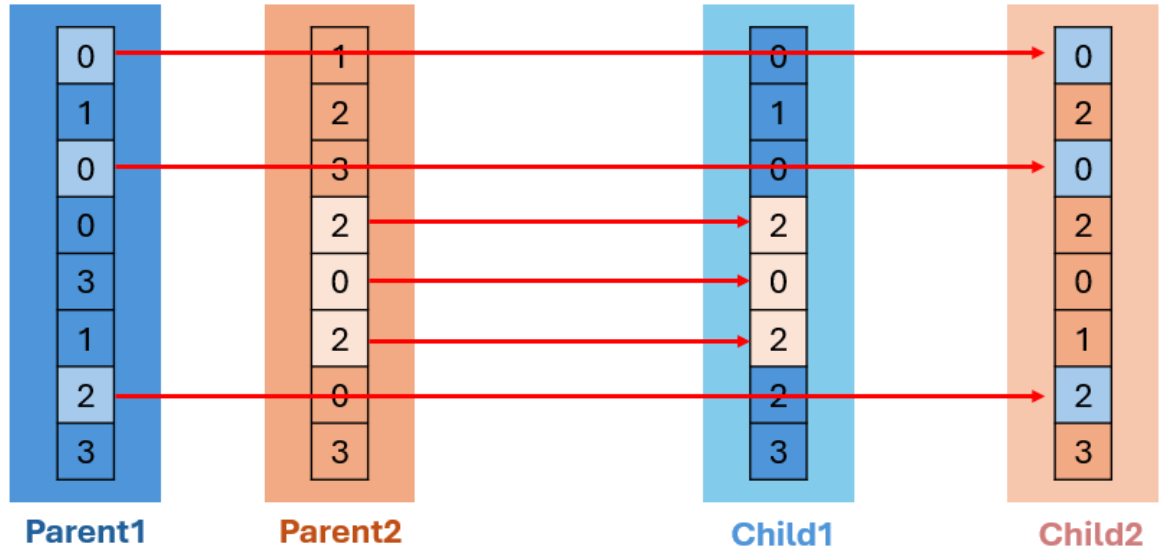 0 1 0 0
1 2 1 2
0 3 0 0
0 2 2 2
3 0 0 0
1 2 2 1
2 0 2 2
3 3 3 3
Parent1 Parent2 Child1 Child2